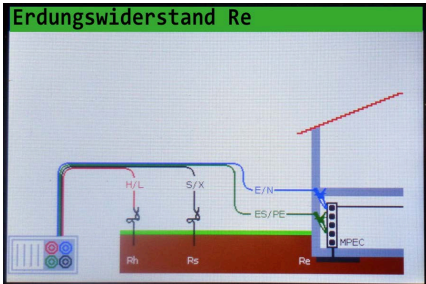 Erdungswiderstand Re
H/L
S/X
E/N
ES/PE
MPEC
Rh
Rs
Re